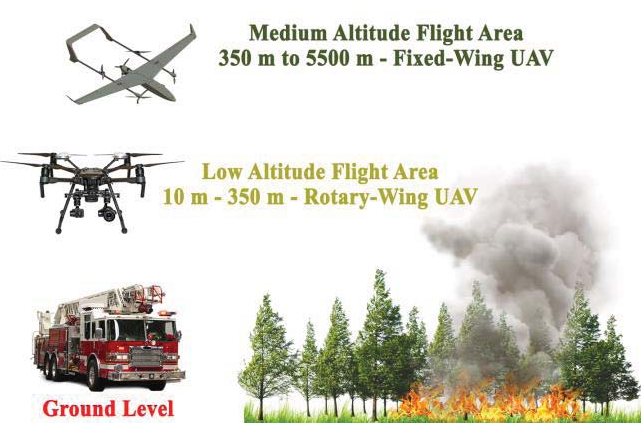 Medium Altitude Flight Area
350 m to 5500 m - Fixed-Wing UAV
Low Altitude Flight Area
10 m - 350 m - Rotary-Wing UAV
Ground Level